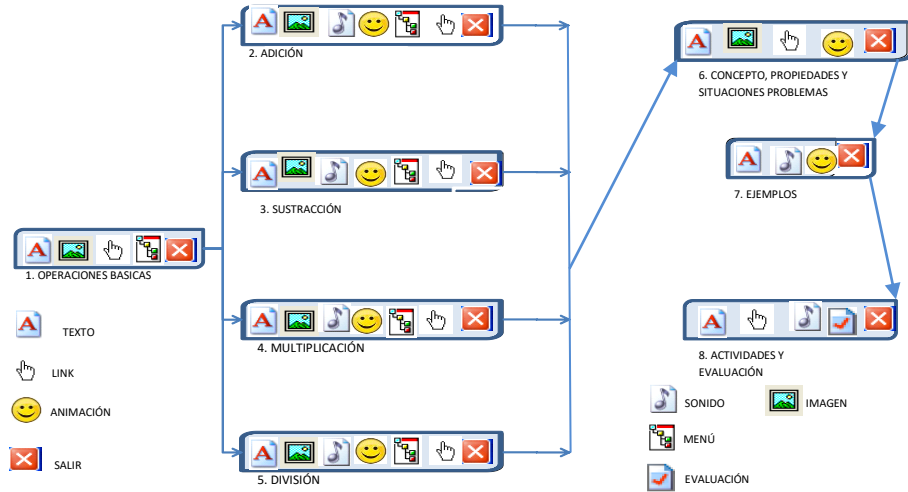 2. ADICIÓN
6. CONCEPTO, PROPIEDADES Y
SITUACIONES PROBLEMAS
3. SUSTRACCIÓN
7. EJEMPLOS
1. OPERACIONES BASICAS
TEXTO
4. MULTIPLICACIÓN
8. ACTIVIDADES Y
EVALUACIÓN
LINK
ANIMACIÓN
SONIDO
IMAGEN
MENÚ
SALIR
5. DIVISIÓN
EVALUACIÓN